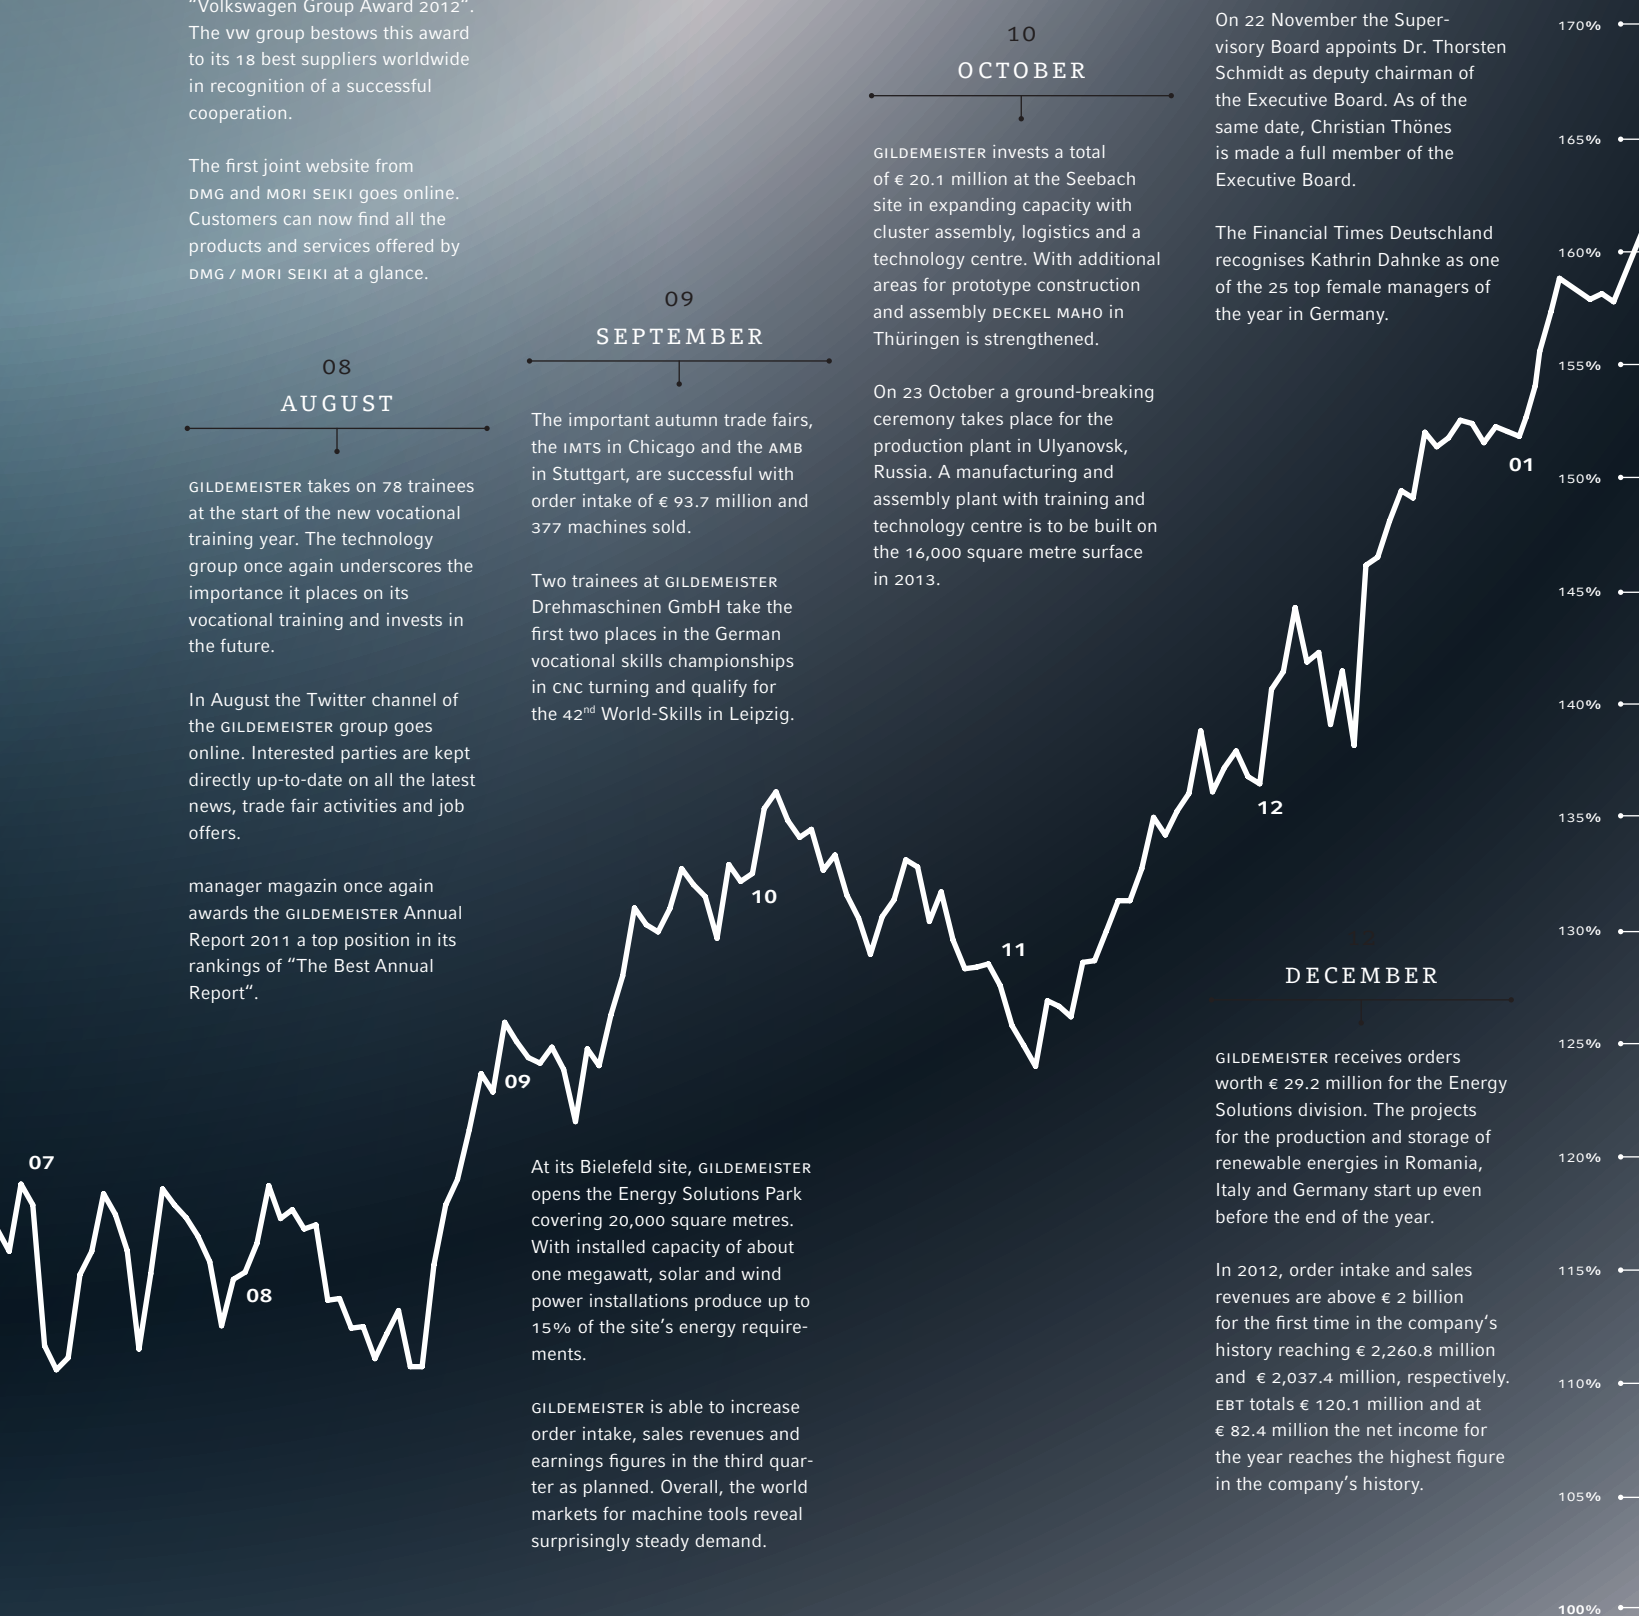 “Volkswagen Group Award 2012”.
The VW group bestows this award
to its 18 best suppliers worldwide
in recognition of a successful
cooperation.
The first joint website from
DMG and MORI SEIKI goes online.
Customers can now find all the
products and services offered by
DMG / MORI SEIKI at a glance.
08
AUGUST
GILDEMEISTER takes on 78 trainees
at the start of the new vocational
training year. The technology
group once again underscores the
importance it places on its
vocational training and invests in
the future.
In August the Twitter channel of
the GILDEMEISTER group goes
online. Interested parties are kept
directly up-to-date on all the latest
news, trade fair activities and job
offers.
manager magazin once again
awards the GILDEMEISTER Annual
Report 2011 a top position in its
rankings of “The Best Annual
Report“.
09
SEPTEMBER
The important autumn trade fairs,
the IMTS in Chicago and the AMB
in Stuttgart, are successful with
order intake of € 93.7 million and
377 machines sold.
Two trainees at GILDEMEISTER
Drehmaschinen GmbH take the
first two places in the German
vocational skills championships
in CNC turning and qualify for
the 42nd World-Skills in Leipzig.
At its Bielefeld site, GILDEMEISTER
opens the Energy Solutions Park
covering 20,000 square metres.
With installed capacity of about
one megawatt, solar and wind
power installations produce up to
15% of the site’s energy require-
ments.
GILDEMEISTER is able to increase
order intake, sales revenues and
earnings figures in the third quar-
ter as planned. Overall, the world
markets for machine tools reveal
surprisingly steady demand.
10
OCTOBER
GILDEMEISTER invests a total
of € 20.1 million at the Seebach
site in expanding capacity with
cluster assembly, logistics and a
technology centre. With additional
areas for prototype construction
and assembly DECKEL MAHO in
Thüringen is strengthened.
On 23 October a ground-breaking
ceremony takes place for the
production plant in Ulyanovsk,
Russia. A manufacturing and
assembly plant with training and
technology centre is to be built on
the 16,000 square metre surface
in 2013.
On 22 November the Super-
visory Board appoints Dr. Thorsten
Schmidt as deputy chairman of
the Executive Board. As of the
same date, Christian Thönes
is made a full member of the
Executive Board.
The Financial Times Deutschland
recognises Kathrin Dahnke as one
of the 25 top female managers of
the year in Germany.
DECEMBER
GILDEMEISTER receives orders
worth € 29.2 million for the Energy
Solutions division. The projects
for the production and storage of
renewable energies in Romania,
Italy and Germany start up even
before the end of the year.
In 2012, order intake and sales
revenues are above € 2 billion
for the first time in the company’s
history reaching € 2,260.8 million
and € 2,037.4 million, respectively.
EBT totals € 120.1 million and at
€ 82.4 million the net income for
the year reaches the highest figure
in the company’s history.
07
08
09
10
11
12
01
170%
165%
160%
155%
150%
145%
140%
135%
130%
125%
120%
115%
110%
105%
100%